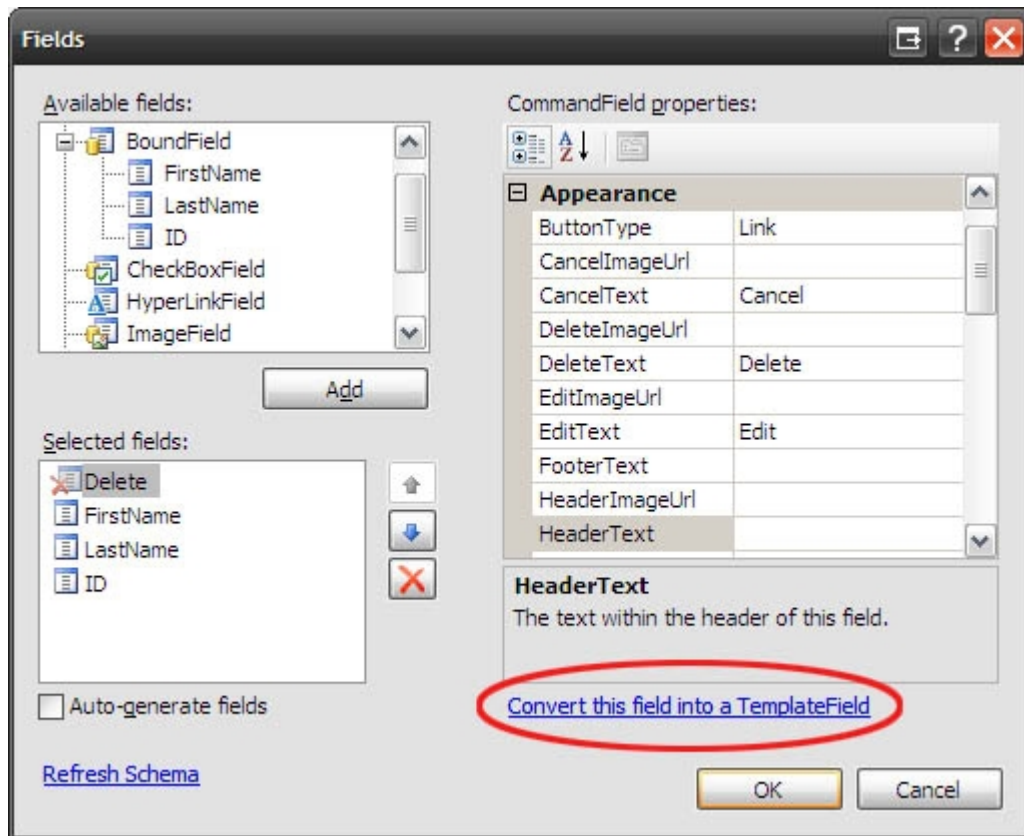 Fields
Available fields:
BoundField
FirstName
LastName
ID
CheckBoxField
HyperLinkField
ImageField
Add
Selected fields:
Delete
FirstName
LastName
ID
Auto-generate fields
Refresh Schema
CommandField properties:
Appearance
ButtonType Link
CancelImageUrl
CancelText Cancel
DeleteImageUrl
DeleteText Delete
EditImageUrl
EditText Edit
FooterText
HeaderImageUrl
HeaderText
HeaderText
The text within the header of this field.
Convert this field into a TemplateField
OK Cancel